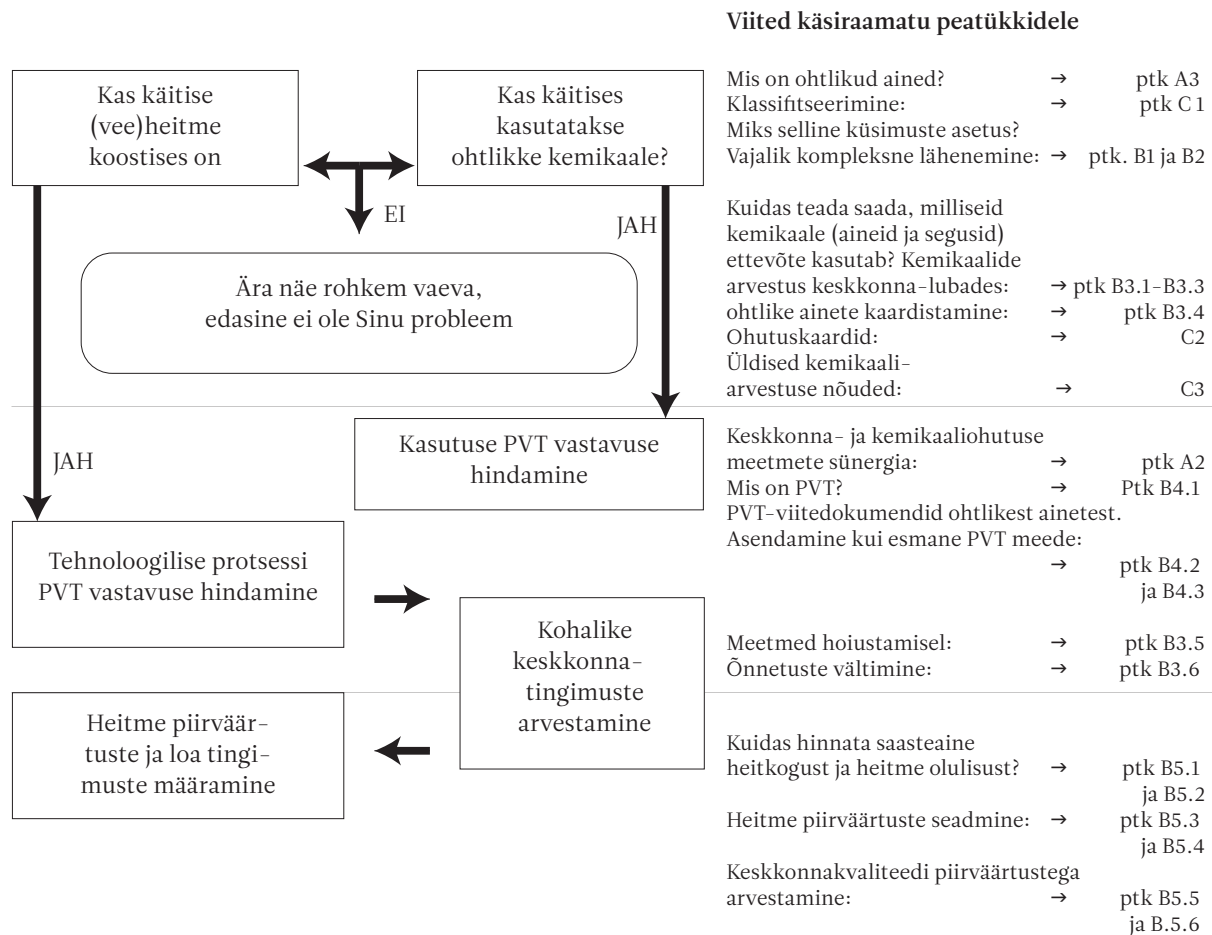 Viited käsiraamatu peatükkidele
Kas käitise
(vee)heitme
koostises on
Kas käitises
kasutatakse
ohtlikke kemikaale?
EI
JAH
Ära näe rohkem vaeva,
edasine ei ole Sinu probleem
JAH
Kasutuse PVT vastavuse
hindamine
Tehnoloogilise protsessi
PVT vastavuse hindamine
Kohalike
keskkonna-
tingimuste
arvestamine
Heitme piirväär-
tuste ja loa tingi-
muste määramine
Mis on ohtlikud ained? → ptk A3
Klassifitseerimine: → ptk C1
Miks selline küsimuste asetus?
Vajalik kompleksne lähenemine: → ptk. B1 ja B2
Kuidas teada saada, milliseid
kemikaale (aineid ja segusid)
ettevõte kasutab? Kemikaalide
arvestus keskkonna-lubades: → ptk B3.1-B3.3
ohtlike ainete kaardistamine: → ptk B3.4
Ohutuskaardid: → C2
Üldised kemikaali-
arvestuse nõuded: → C3
Keskkonna- ja kemikaaliohutuse
meetmete sünergia: → ptk A2
Mis on PVT? → Ptk B4.1
PVT-viitedokumendid ohtlikest ainetest.
Asendamine kui esmane PVT meede:
→ ptk B4.2
ja B4.3
Meetmed hoiustamisel: → ptk B3.5
Õnnetuste vältimine: → ptk B3.6
Kuidas hinnata saasteaine
heitkogust ja heitme olulisust? → ptk B5.1
ja B5.2
Heitme piirväärtuste seadmine: → ptk B5.3
ja B5.4
Keskkonnakvaliteedi piirväärtustega
arvestamine: → ptk B5.5
ja B.5.6